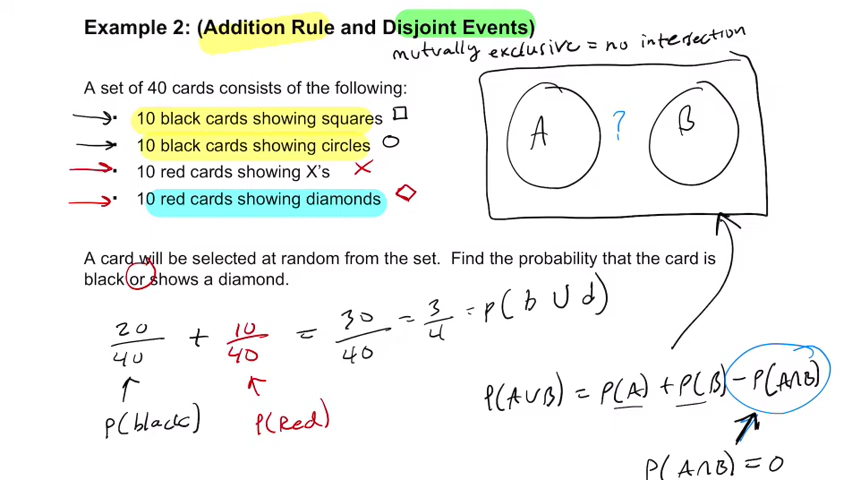 Example 2: (Addition Rule and Disjoint Events)
mutually exclusive = no intersection
A set of 40 cards consists of the following:
10 black cards showing squares
10 black cards showing circles
10 red cards showing X's
10 red cards showing diamonds
A ? B
A card will be selected at random from the set. Find the probability that the card is
black or shows a diamond.
20/40 + 10/40 = 30/40 = 3/4 = P(b ∪ d)
P(black) P(Red)
P(A∪B) = P(A) + P(B) - P(A∩B)
P(A∩B) = 0